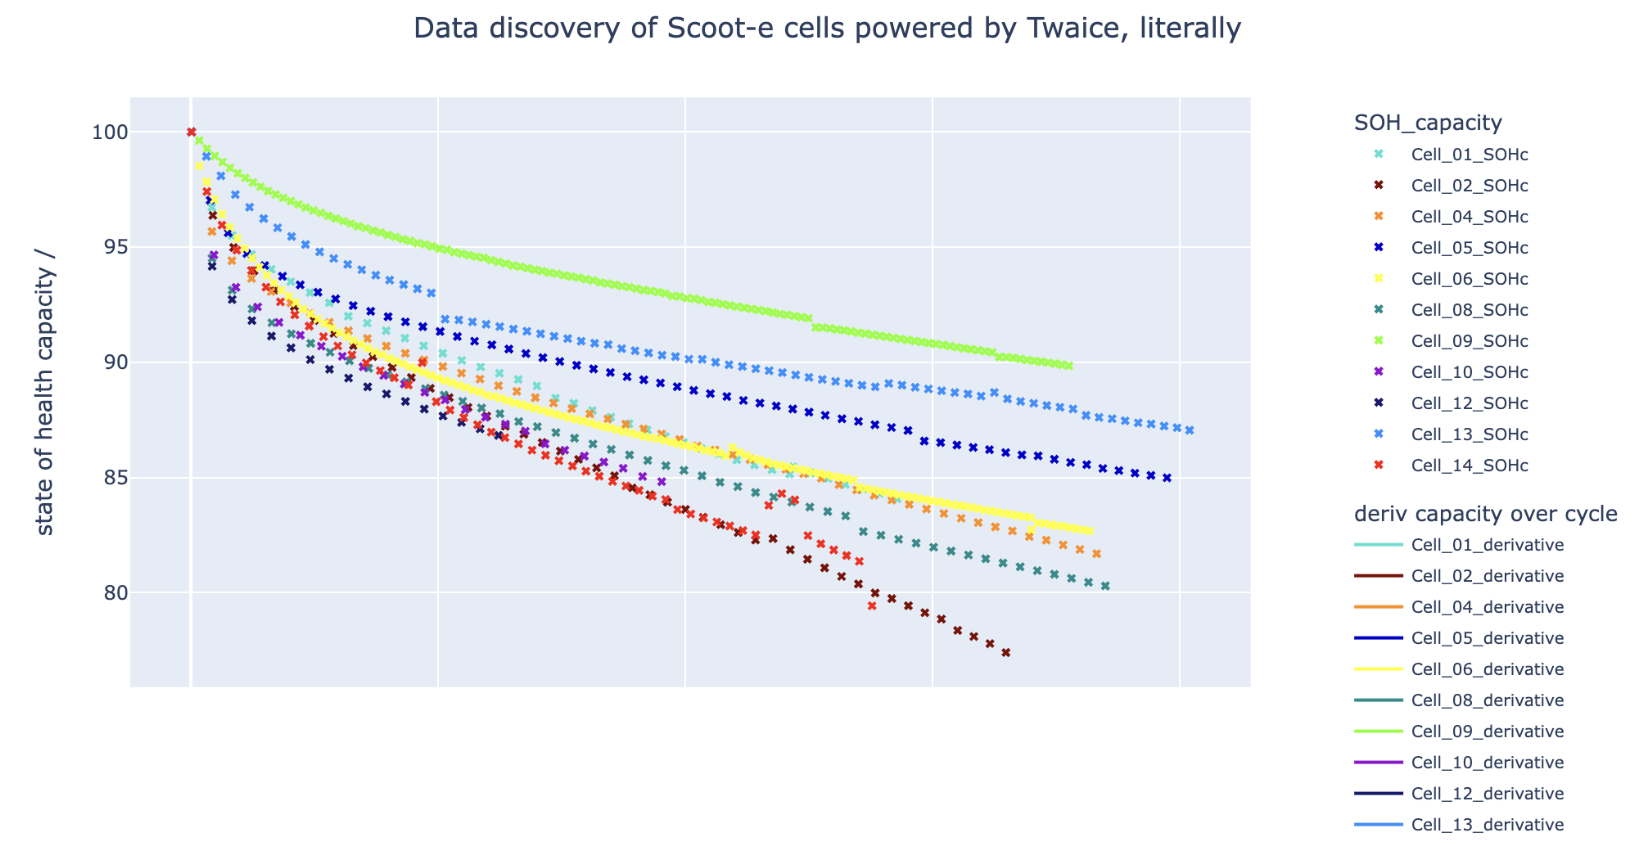 Data discovery of Scoot-e cells powered by Twaice, literally
state of health capacity /
100
95
90
85
80
SOH_capacity
Cell_01_SOHc
Cell_02_SOHc
Cell_04_SOHc
Cell_05_SOHc
Cell_06_SOHc
Cell_08_SOHc
Cell_09_SOHc
Cell_10_SOHc
Cell_12_SOHc
Cell_13_SOHc
Cell_14_SOHc
deriv capacity over cycle
Cell_01_derivative
Cell_02_derivative
Cell_04_derivative
Cell_05_derivative
Cell_06_derivative
Cell_08_derivative
Cell_09_derivative
Cell_10_derivative
Cell_12_derivative
Cell_13_derivative